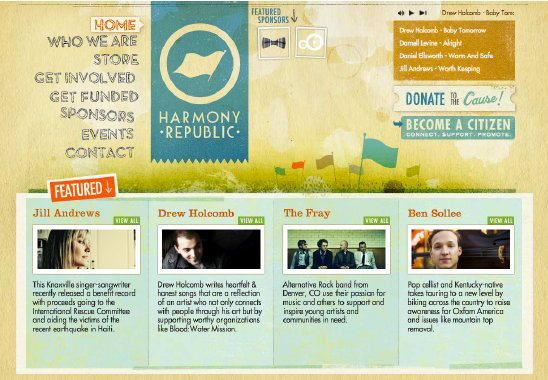 HOME
WHO WE ARE
STORE
GET INVOLVED
GET FUNDED
SPONSORS
EVENTS
CONTACT
HARMONY
• REPUBLIC •
FEATURED
SPONSORS
Drew Holcomb - Baby Tom
Drew Holcomb - Baby Tomorrow
Darnell Levine - Alright
Daniel Ellsworth - Warm And Safe
Jill Andrews - Worth Keeping
DONATE TO THE Cause!
BECOME A CITIZEN
CONNECT. SUPPORT. PROMOTE.
FEATURED
Jill Andrews
VIEW ALL
This Knoxville singer-songwriter
recently released a benefit record
with proceeds going to the
International Rescue Committee
and aiding the victims of the
recent earthquake in Haiti.
Drew Holcomb
VIEW ALL
Drew Holcomb writes heartfelt &
honest songs that are a reflection
of an artist who not only connects
with people through his art but by
supporting worthy organizations
like Blood:Water Mission.
The Fray
VIEW ALL
Alternative Rock band from
Denver, CO use their passion for
music and others to support and
inspire young artists and
communities in need.
Ben Sollee
VIEW ALL
Pop cellist and Kentucky-native
takes touring to a new level by
biking across the country to raise
awareness for Oxfam America
and issues like mountain top
removal.